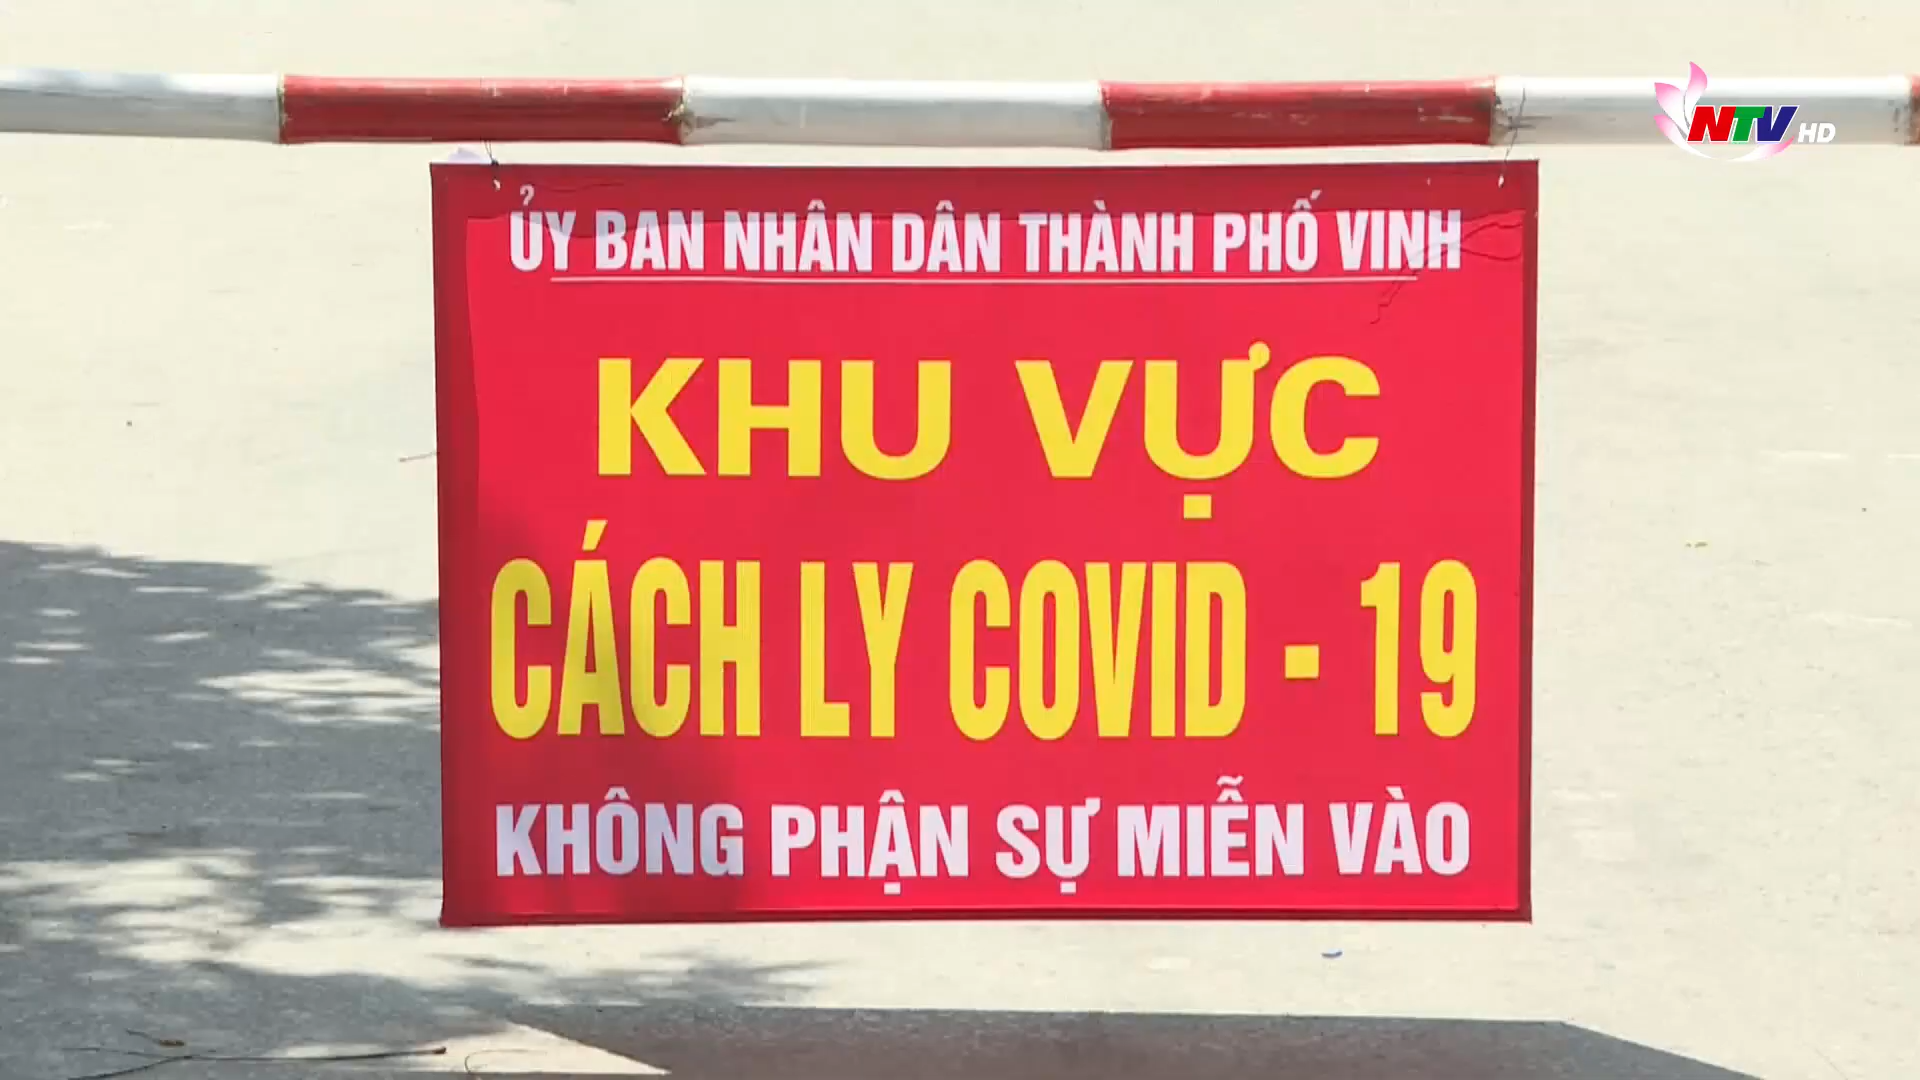 NTV HD
ỦY BAN NHÂN DÂN THÀNH PHỐ VINH
KHU VỰC
CÁCH LY COVID - 19
KHÔNG PHẬN SỰ MIỄN VÀO